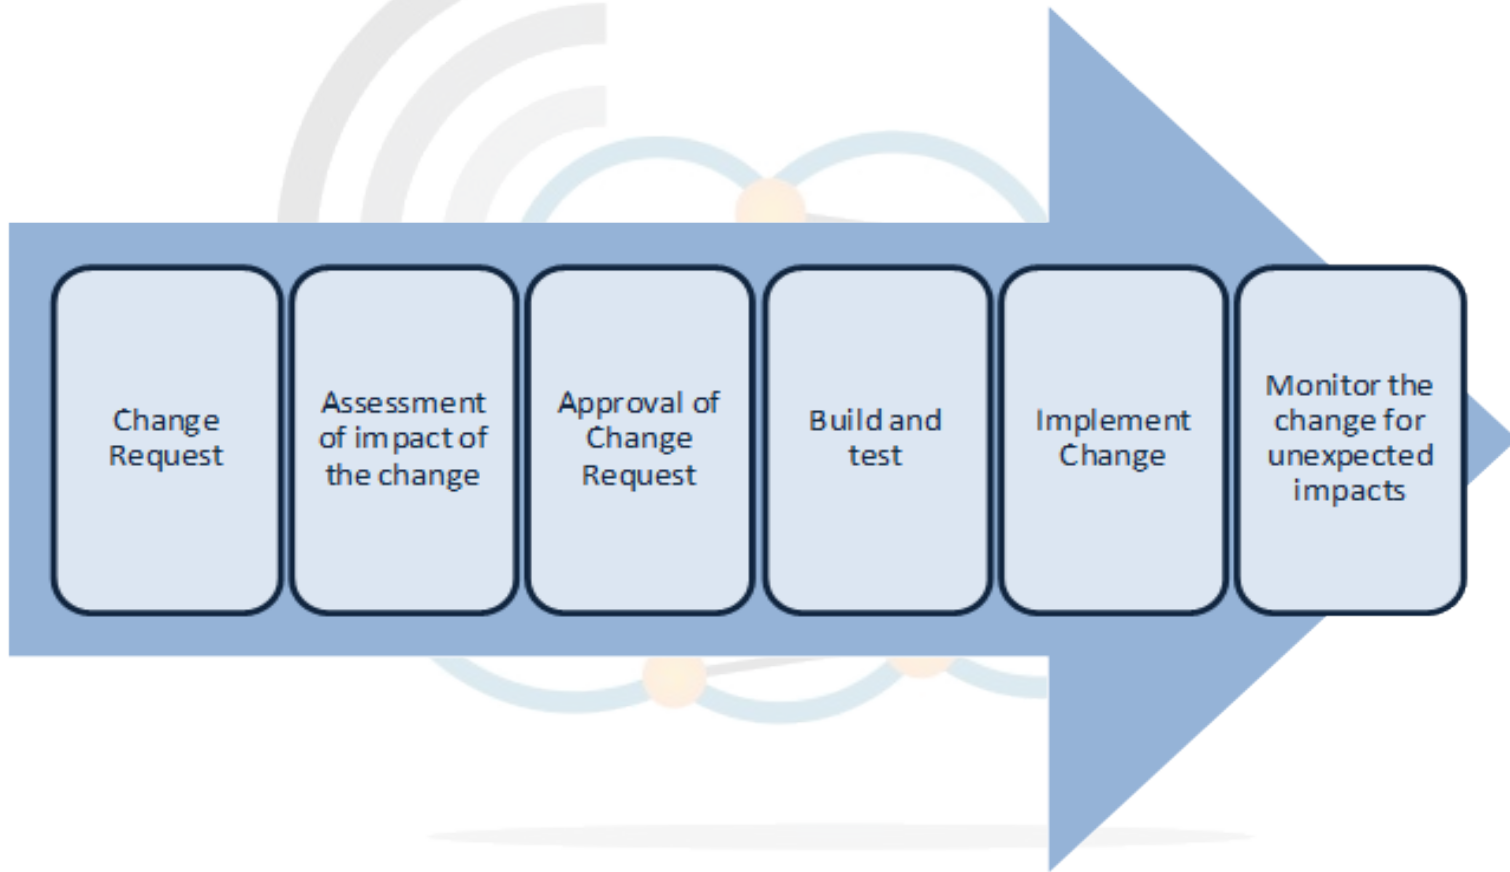 Change
Request
Assessment
of impact of
the change
Approval of
Change
Request
Build and
test
Implement
Change
Monitor the
change for
unexpected
impacts